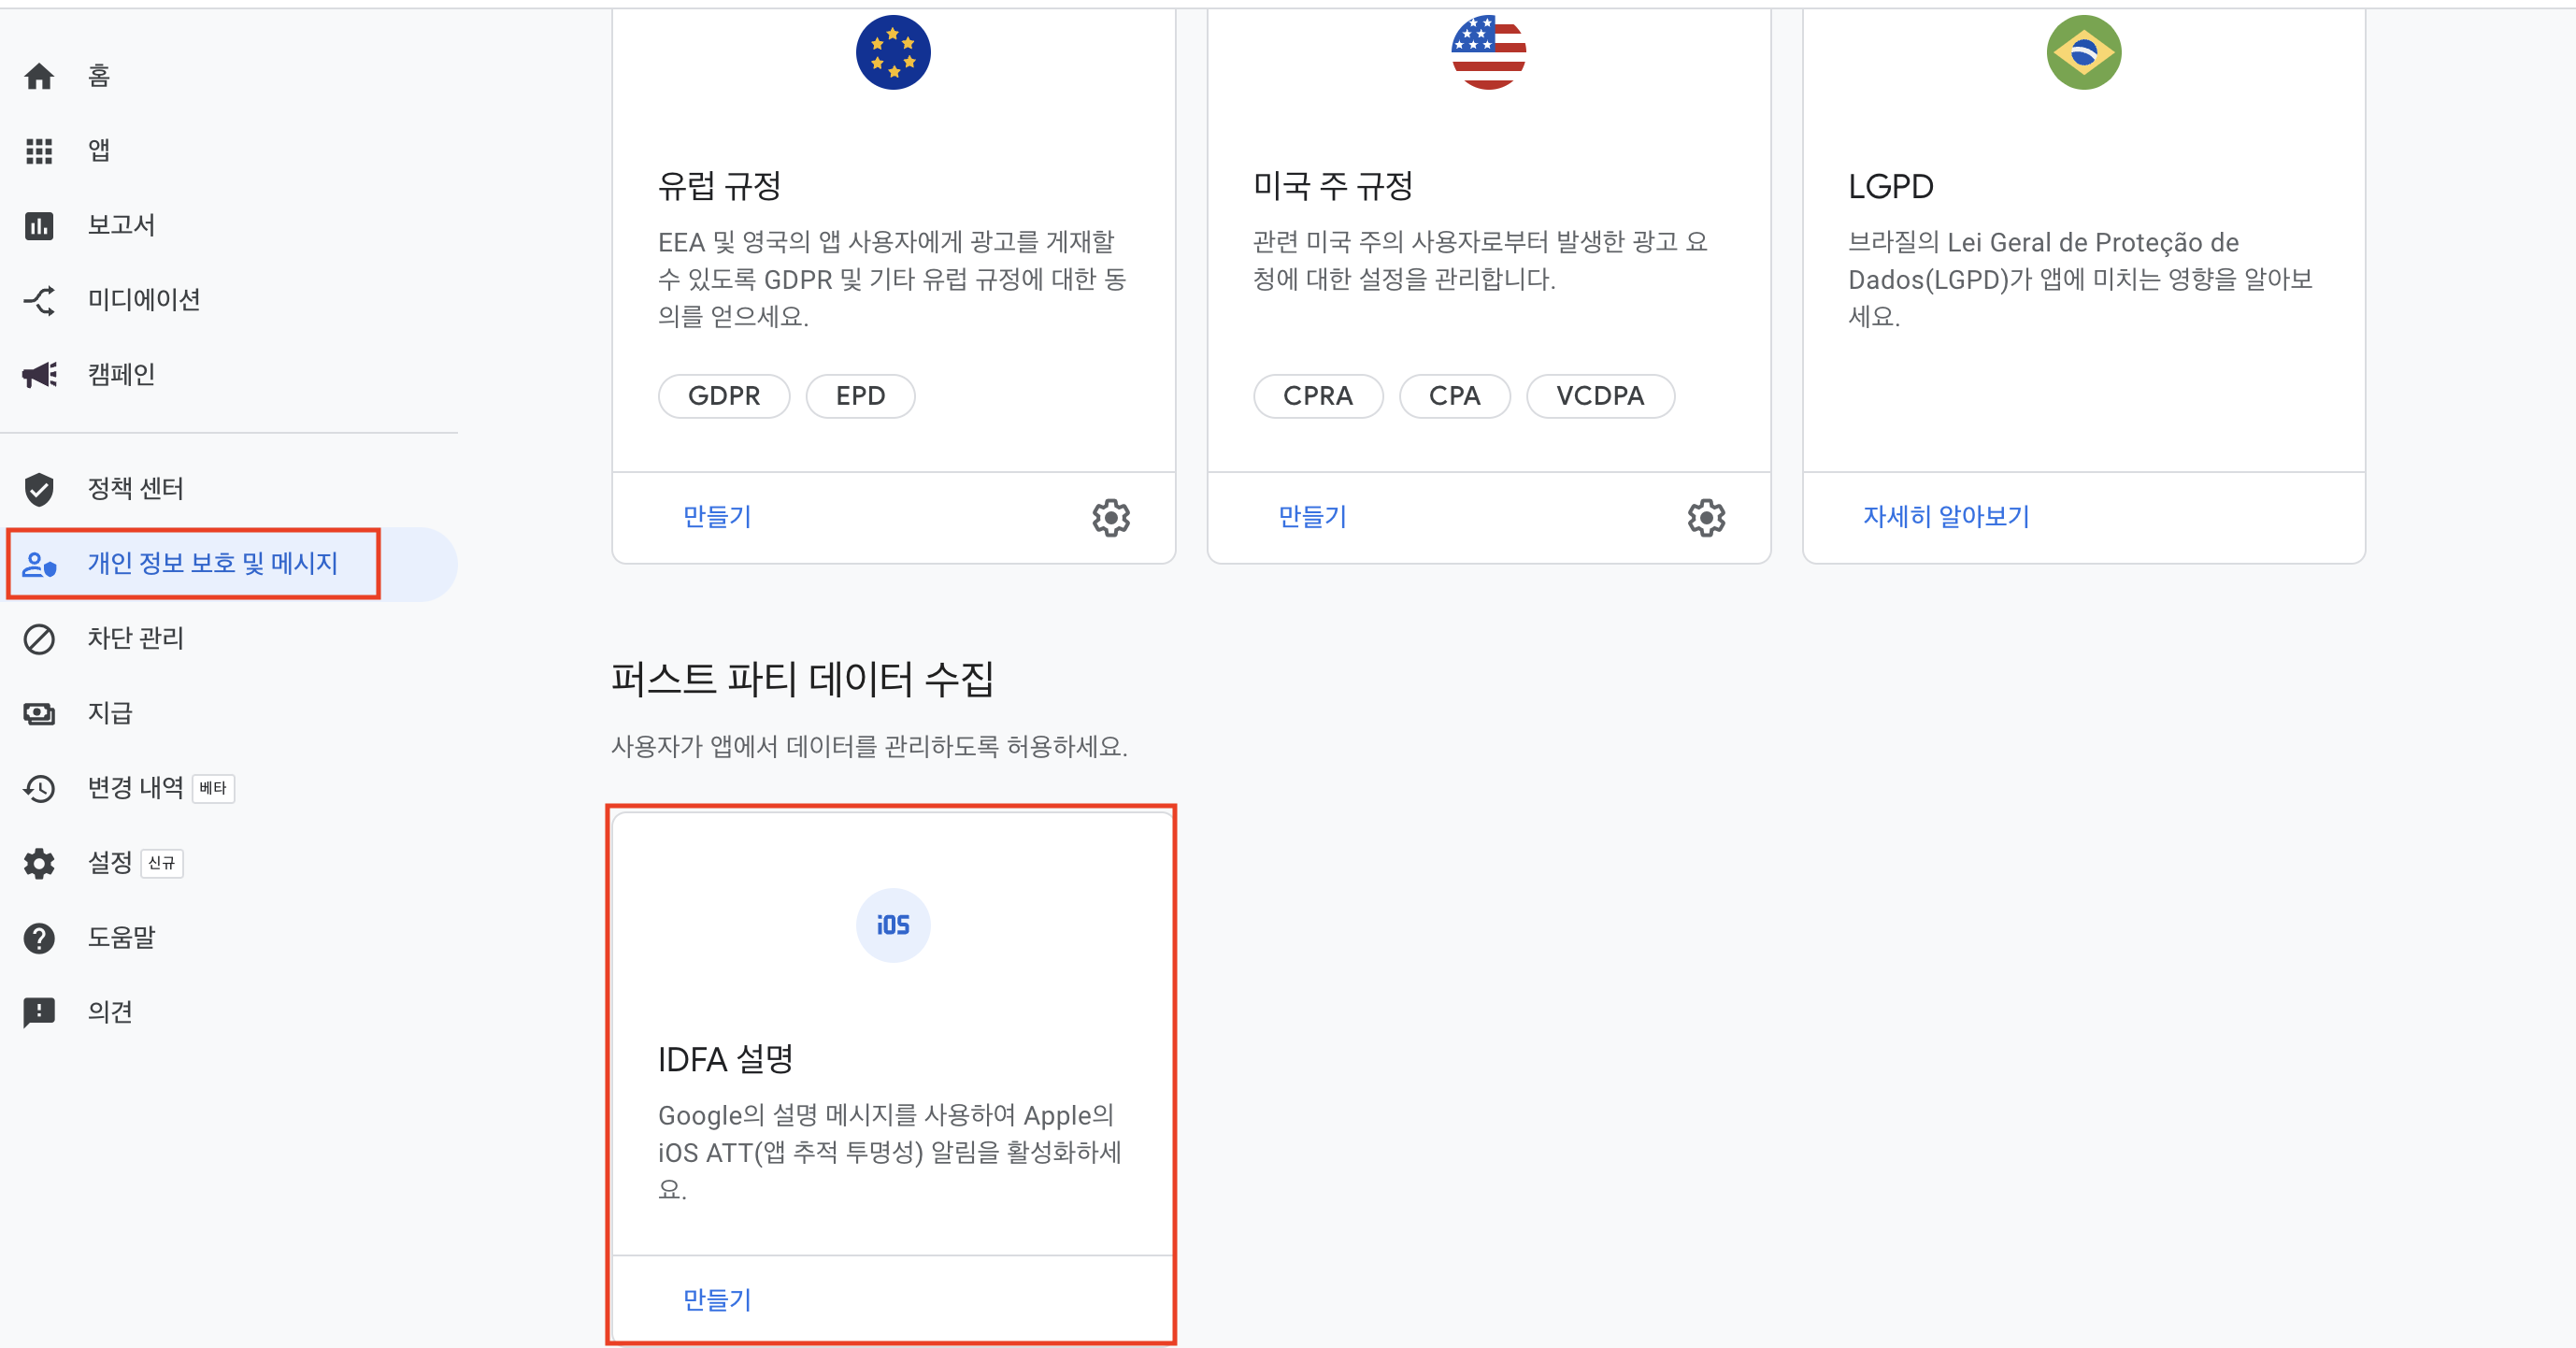 홈
앱
보고서
미디에이션
캠페인
정책 센터
개인 정보 보호 및 메시지
차단 관리
지급
변경 내역 베타
설정 신규
도움말
의견
유럽 규정
EEA 및 영국의 앱 사용자에게 광고를 게재할
수 있도록 GDPR 및 기타 유럽 규정에 대한 동
의를 얻으세요.
GDPR EPD
만들기
미국 주 규정
관련 미국 주의 사용자로부터 발생한 광고 요
청에 대한 설정을 관리합니다.
CPRA CPA VCDPA
만들기
LGPD
브라질의 Lei Geral de Proteção de
Dados(LGPD)가 앱에 미치는 영향을 알아보
세요.
자세히 알아보기
퍼스트 파티 데이터 수집
사용자가 앱에서 데이터를 관리하도록 허용하세요.
iOS
IDFA 설명
Google의 설명 메시지를 사용하여 Apple의
iOS ATT(앱 추적 투명성) 알림을 활성화하세
요.
만들기